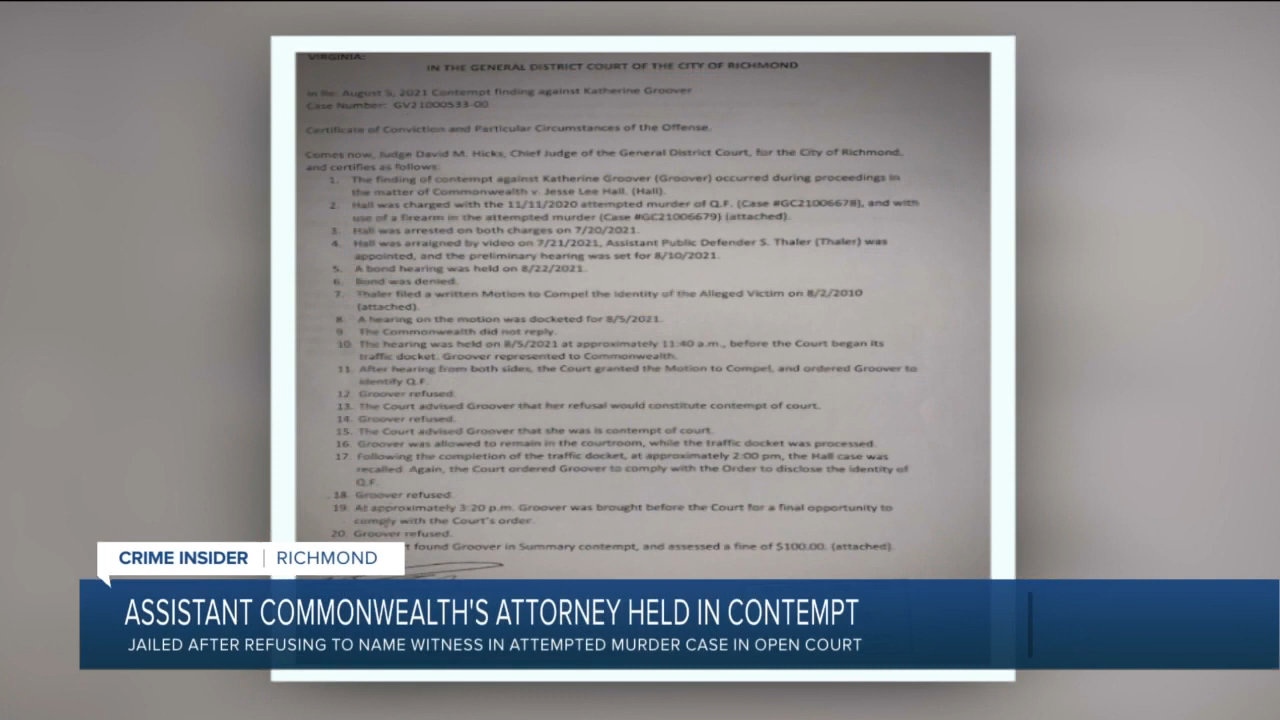 VIRGINIA:
IN THE GENERAL DISTRICT COURT OF THE CITY OF RICHMOND
In Re: August 5, 2021 Contempt finding against Katherine Groover
Case Number: GV21000533-00
Certificate of Conviction and Particular Circumstances of the Offense.
Comes now, Judge David M. Hicks, Chief Judge of the General District Court, for the City of Richmond,
and certifies as follows:
1. The finding of contempt against Katherine Groover (Groover) occurred during proceedings in
the matter of Commonwealth v. Jesse Lee Hall. (Hall).
2. Hall was charged with the 11/11/2020 attempted murder of Q.F. (Case #GC21006678), and with
use of a firearm in the attempted murder (Case #GC21006679) (attached).
3. Hall was arrested on both charges on 7/20/2021.
4. Hall was arraigned by video on 7/21/2021, Assistant Public Defender S. Thaler (Thaler) was
appointed, and the preliminary hearing was set for 8/10/2021.
5. A bond hearing was held on 8/22/2021.
6. Bond was denied.
7. Thaler filed a written Motion to Compel the Identity of the Alleged Victim on 8/2/2010
(attached).
8. A hearing on the motion was docketed for 8/5/2021.
9. The Commonwealth did not reply.
10. The hearing was held on 8/5/2021 at approximately 11:40 a.m., before the Court began its
traffic docket. Groover represented to Commonwealth.
11. After hearing from both sides, the Court granted the Motion to Compel, and ordered Groover to
identify Q.F.
12. Groover refused.
13. The Court advised Groover that her refusal would constitute contempt of court.
14. Groover refused.
15. The Court advised Groover that she was is contempt of court.
16. Groover was allowed to remain in the courtroom, while the traffic docket was processed.
17. Following the completion of the traffic docket, at approximately 2:00 pm, the Hall case was
recalled. Again, the Court ordered Groover to comply with the Order to disclose the identity of
Q.F.
18. Groover refused.
19. At approximately 3:20 p.m. Groover was brought before the Court for a final opportunity to
comply with the Court's order.
20. Groover refused.
found Groover in Summary contempt, and assessed a fine of $100.00. (attached).
CRIME INSIDER | RICHMOND
ASSISTANT COMMONWEALTH'S ATTORNEY HELD IN CONTEMPT
JAILED AFTER REFUSING TO NAME WITNESS IN ATTEMPTED MURDER CASE IN OPEN COURT